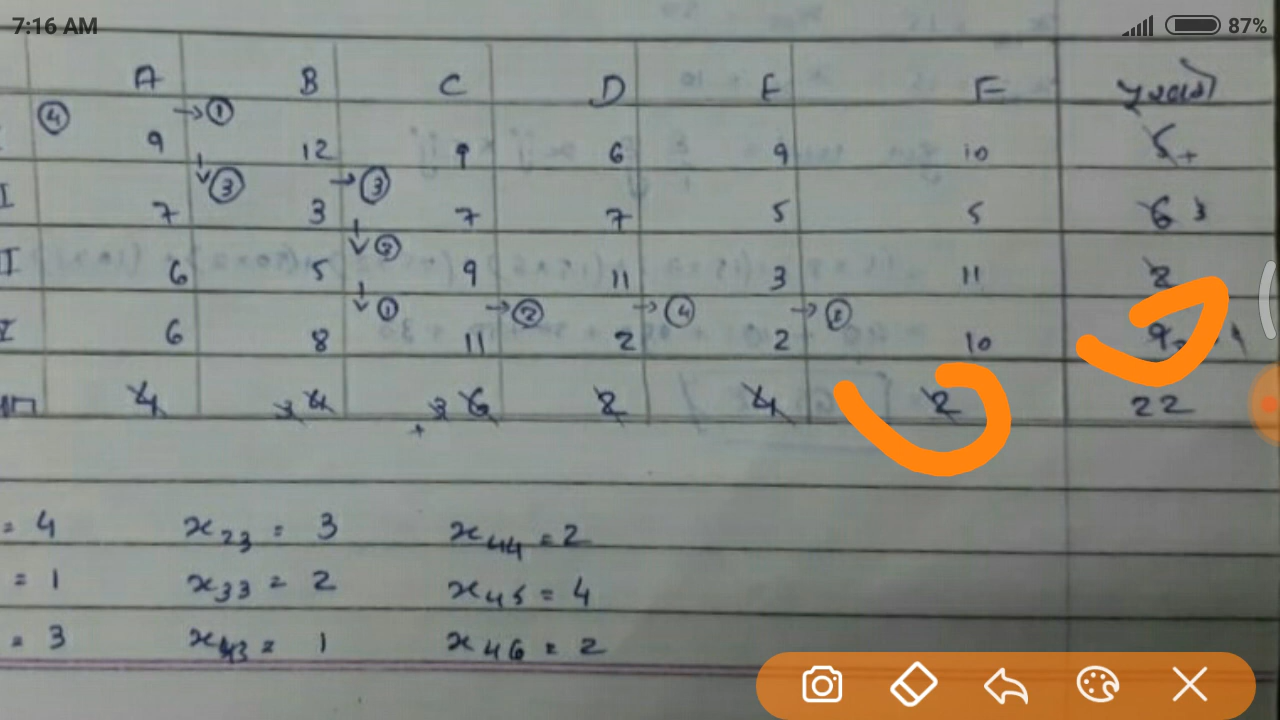 7:16 AM 87%
A B C D E F
④ →①
9 12 9 6 9 10 5
↓③ →③
I 7 3 7 7 5 5 6 3
↓②
II 6 5 9 11 3 11 2
↓① →② →④ →②
I 6 8 11 2 2 10 9
4 3 4 3 6 2 4 2 22
= 4 x23 = 3 x44 = 2
= 1 x33 = 2 x45 = 4
= 3 x43 = 1 x46 = 2